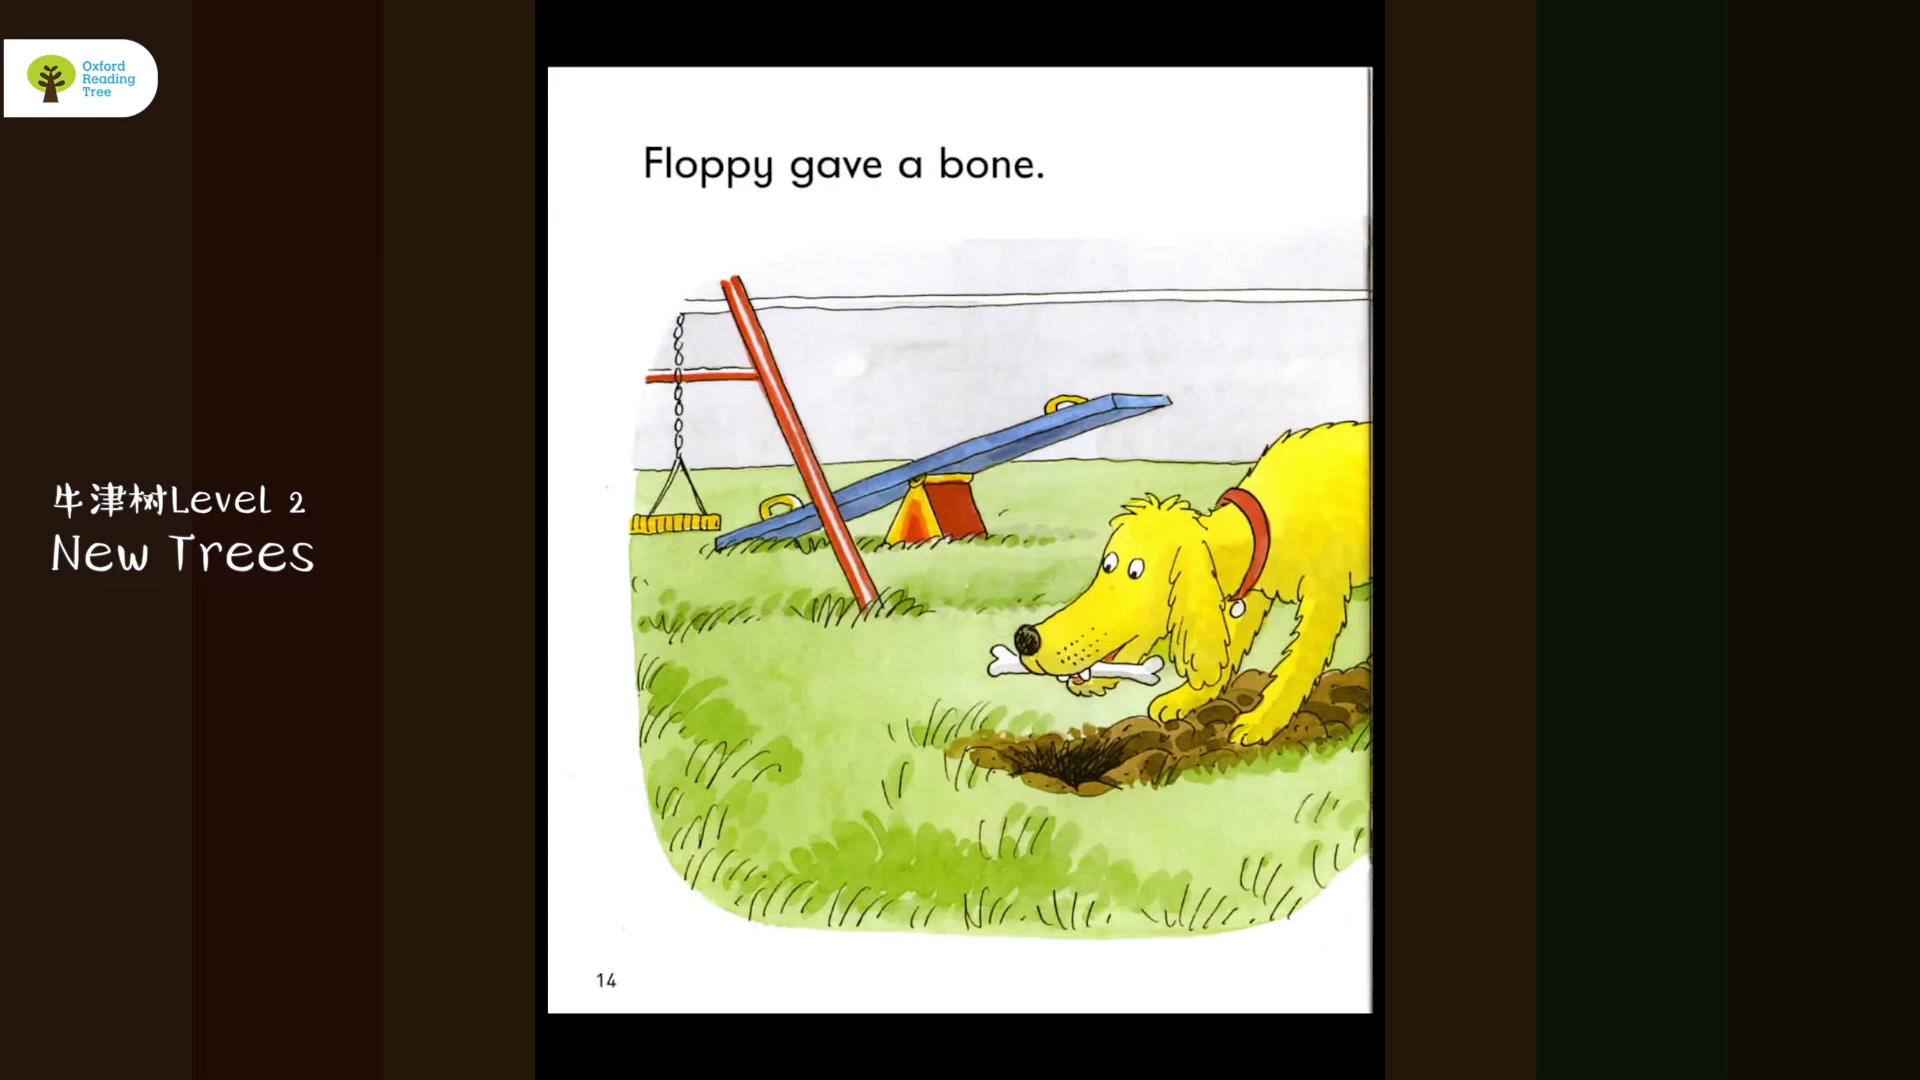 Oxford
Reading
Tree
Floppy gave a bone.
牛津树Level 2
New Trees
14